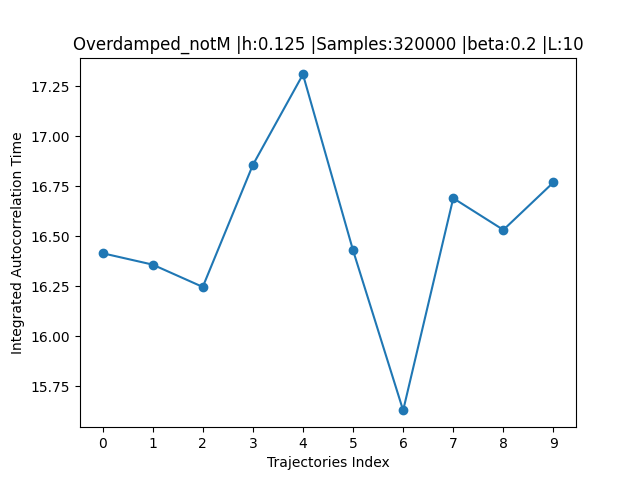 Overdamped_notM |h:0.125 |Samples:320000 |beta:0.2 |L:10
17.25
17.00
16.75
16.50
16.25
16.00
15.75
Integrated Autocorrelation Time
0 1 2 3 4 5 6 7 8 9
Trajectories Index